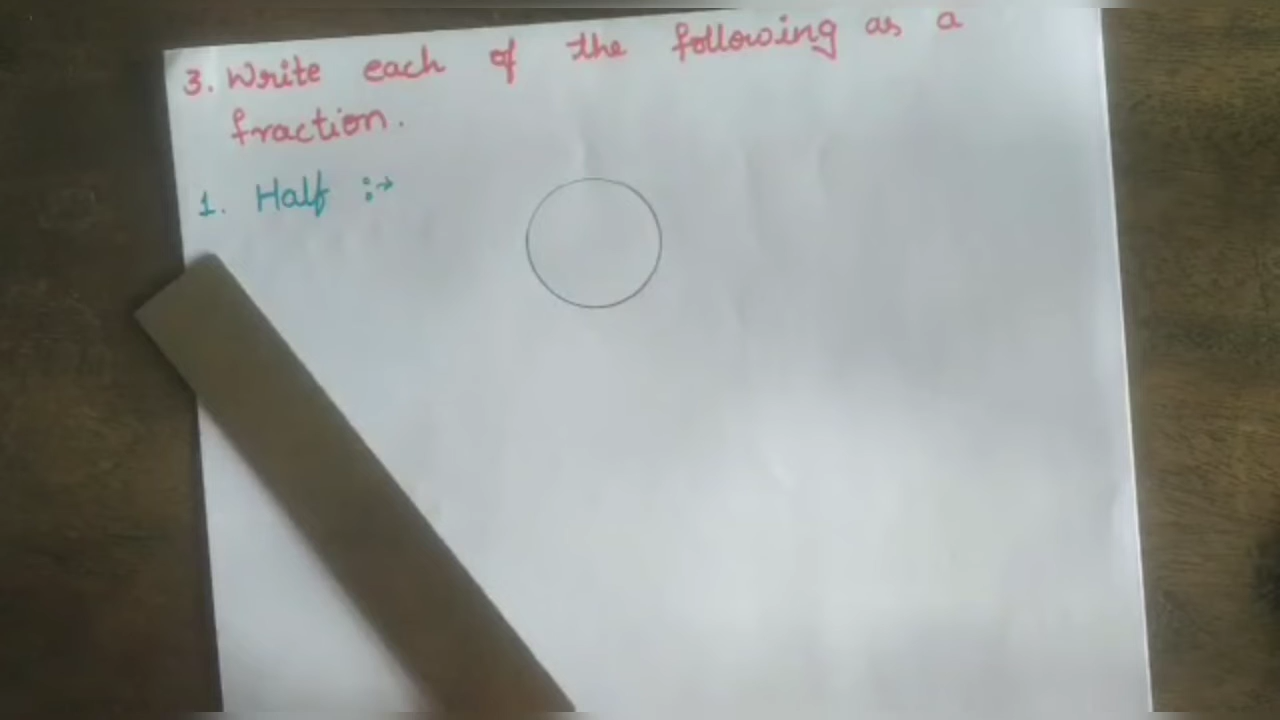 3. Write each of the following as a
fraction.
1. Half :→